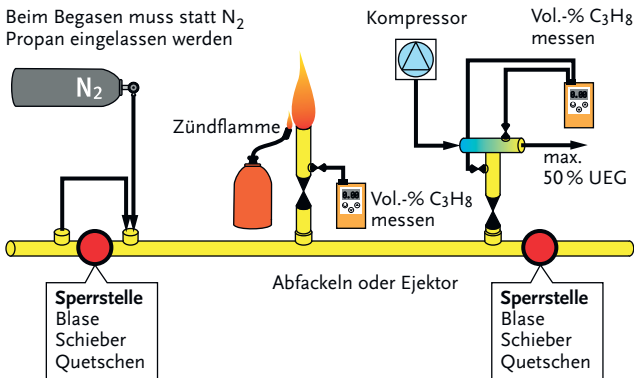 Beim Begasen muss statt N₂
Propan eingelassen werden
N₂
Zündflamme
Vol.-% C₃H₈
messen
Kompressor
Vol.-% C₃H₈
messen
max.
50 % UEG
Abfackeln oder Ejektor
Sperrstelle
Blase
Schieber
Quetschen
Sperrstelle
Blase
Schieber
Quetschen